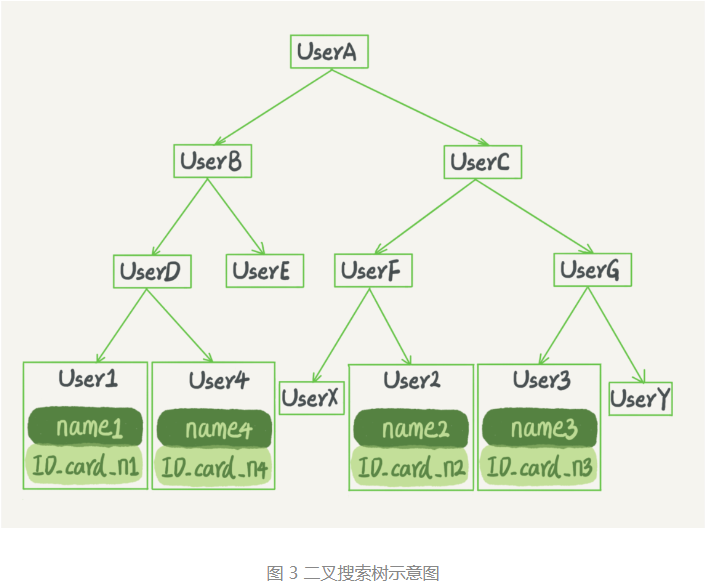 UserA
UserB
UserC
UserD
UserE
UserF
UserG
User1
User4
UserX
User2
User3
UserY
name1
name4
name2
name3
ID_card_n1
ID_card_n4
ID_card_n2
ID_card_n3
图 3 二叉搜索树示意图